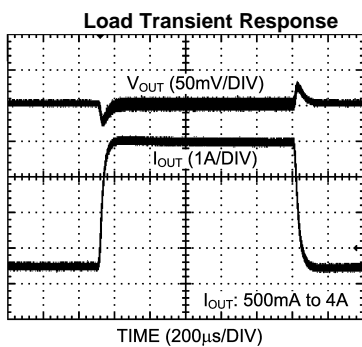 Load Transient Response
VOUT (50mV/DIV)
IOUT (1A/DIV)
IOUT: 500mA to 4A
TIME (200μs/DIV)